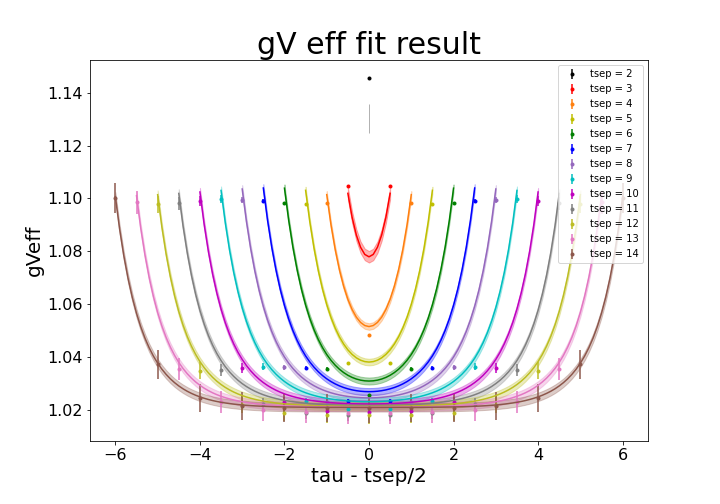 gV eff fit result
gVeff
1.14
1.12
1.10
1.08
1.06
1.04
1.02
−6
−4
−2
0
2
4
6
tau - tsep/2
tsep = 2
tsep = 3
tsep = 4
tsep = 5
tsep = 6
tsep = 7
tsep = 8
tsep = 9
tsep = 10
tsep = 11
tsep = 12
tsep = 13
tsep = 14